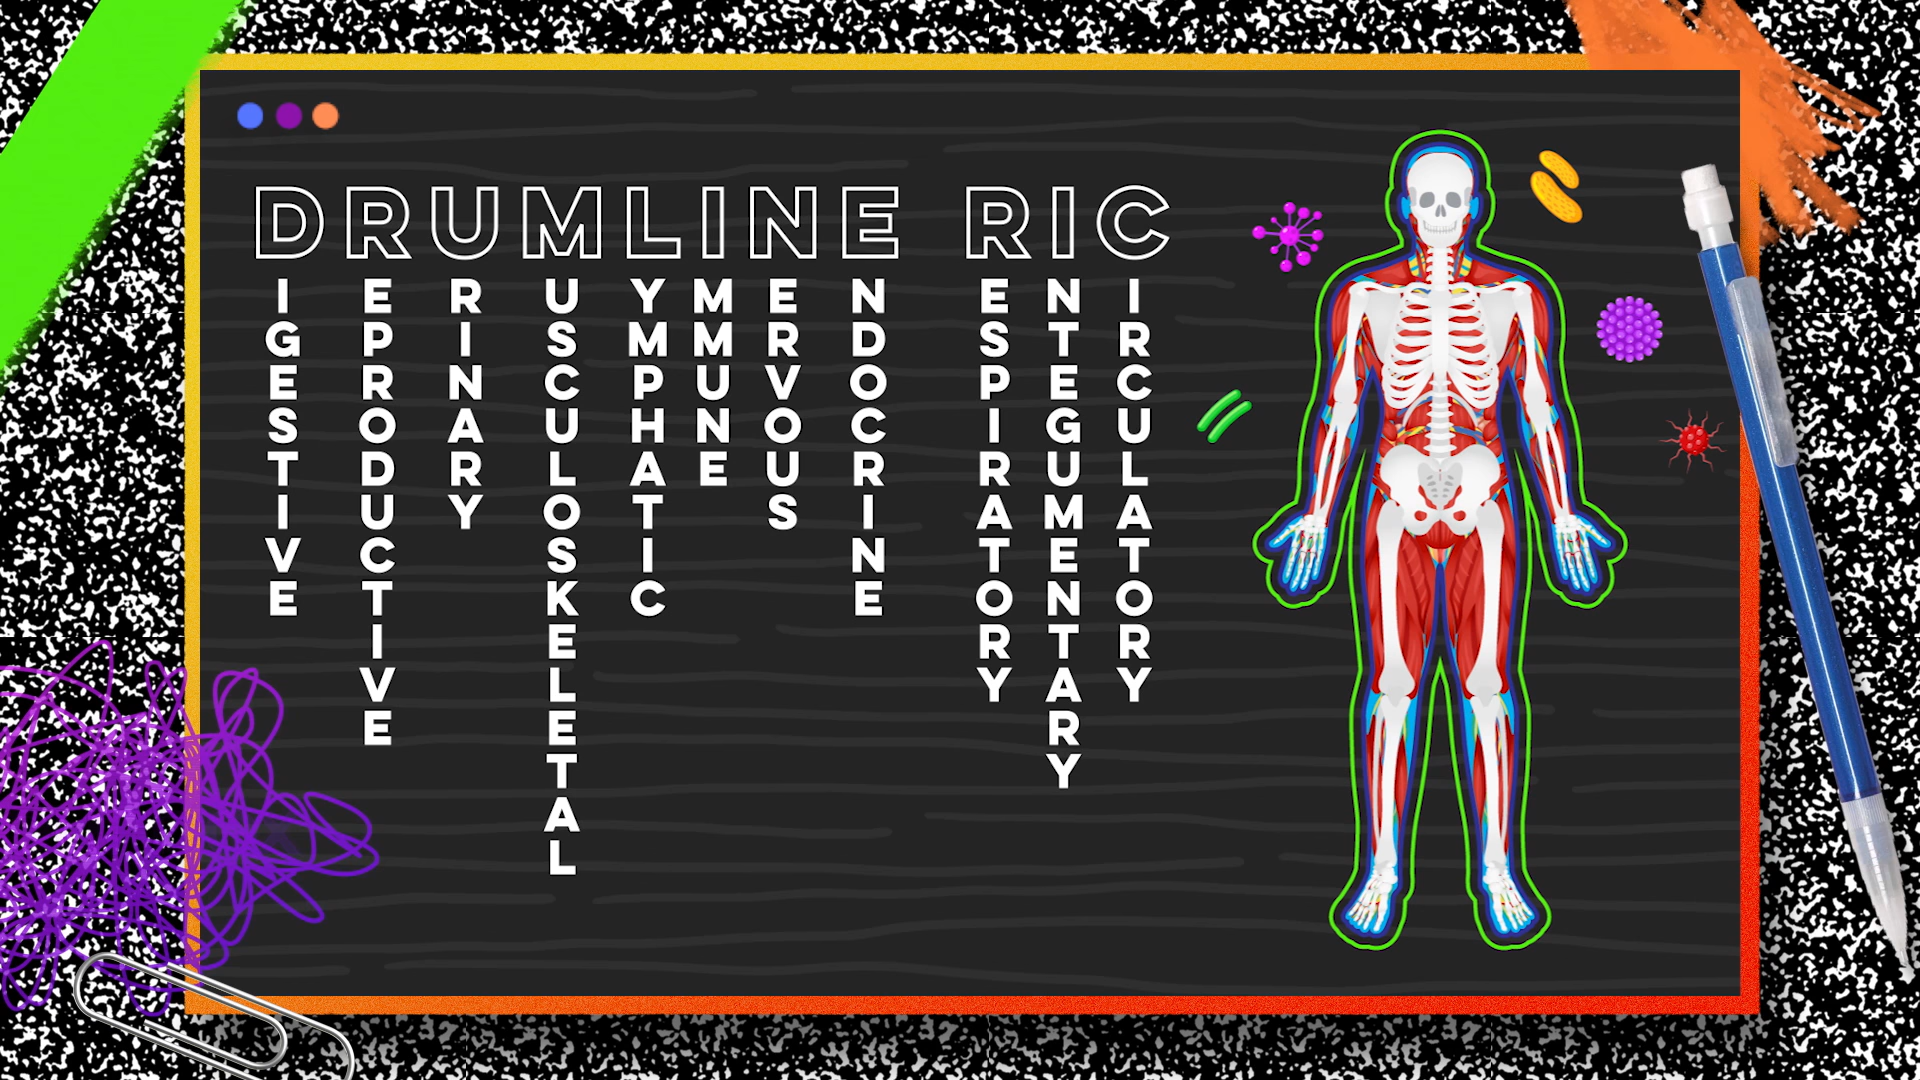 DRUMLINE RIC
IGESTIVE
EPRODUCTIVE
RINARY
USCULOSKELETAL
YMPHATIC
MMUNE
ERVOUS
NDOCRINE
ESPIRATORY
NTEGUMENTARY
IRCULATORY